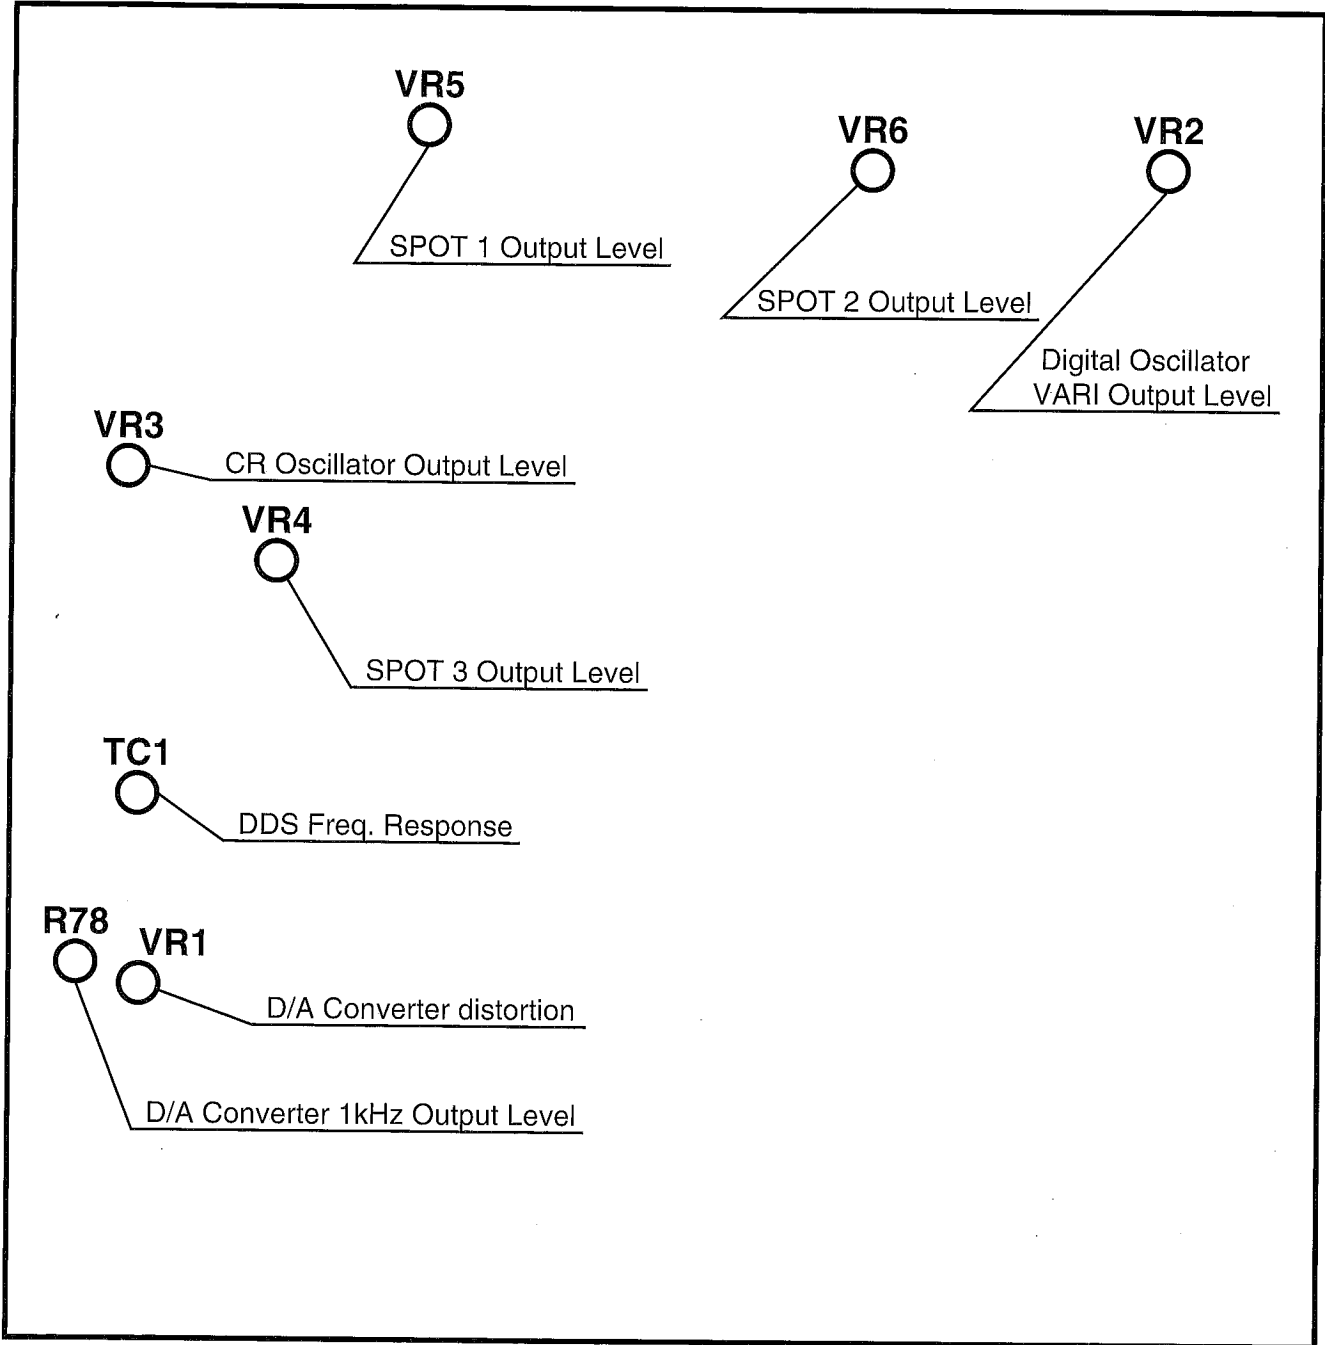 VR5
VR6
VR2
SPOT 1 Output Level
SPOT 2 Output Level
Digital Oscillator
VARI Output Level
VR3
CR Oscillator Output Level
VR4
SPOT 3 Output Level
TC1
DDS Freq. Response
R78
VR1
D/A Converter distortion
D/A Converter 1kHz Output Level